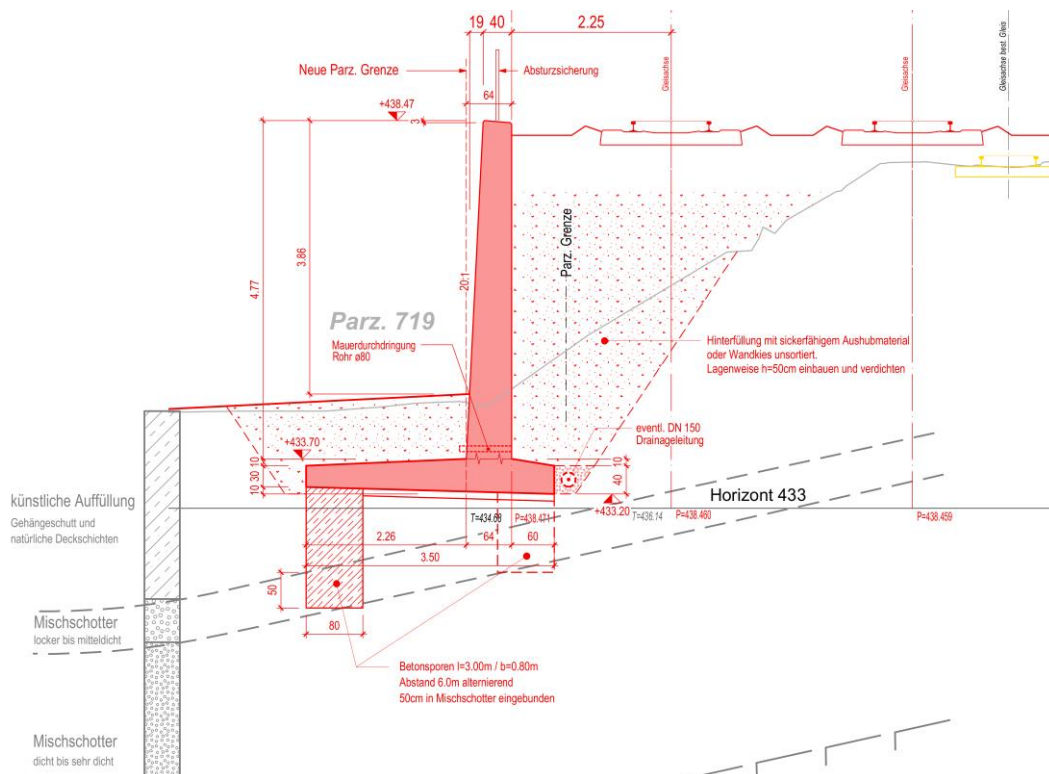 19 40
2.25
Neue Parz. Grenze
Absturzsicherung
64
+438.47
3
Gleisachse
Gleisachse
Gleisachse best. Gleis
4.77
3.86
20:1
Parz. Grenze
Parz. 719
Mauerdurchdringung
Rohr ø80
Hinterfüllung mit sickerfähigem Aushubmaterial
oder Wandkies unsortiert.
Lagenweise h=50cm einbauen und verdichten
eventl. DN 150
Drainageleitung
+433.70
10 30 10
10
40
+433.20
Horizont 433
künstliche Auffüllung
Gehängeschutt und
natürliche Deckschichten
T=434.68
P=438.471
T=436.14
P=438.460
P=438.459
2.26
64
60
3.50
50
80
Mischschotter
locker bis mitteldicht
Betonsporen l=3.00m / b=0.80m
Abstand 6.0m alternierend
50cm in Mischschotter eingebunden
Mischschotter
dicht bis sehr dicht